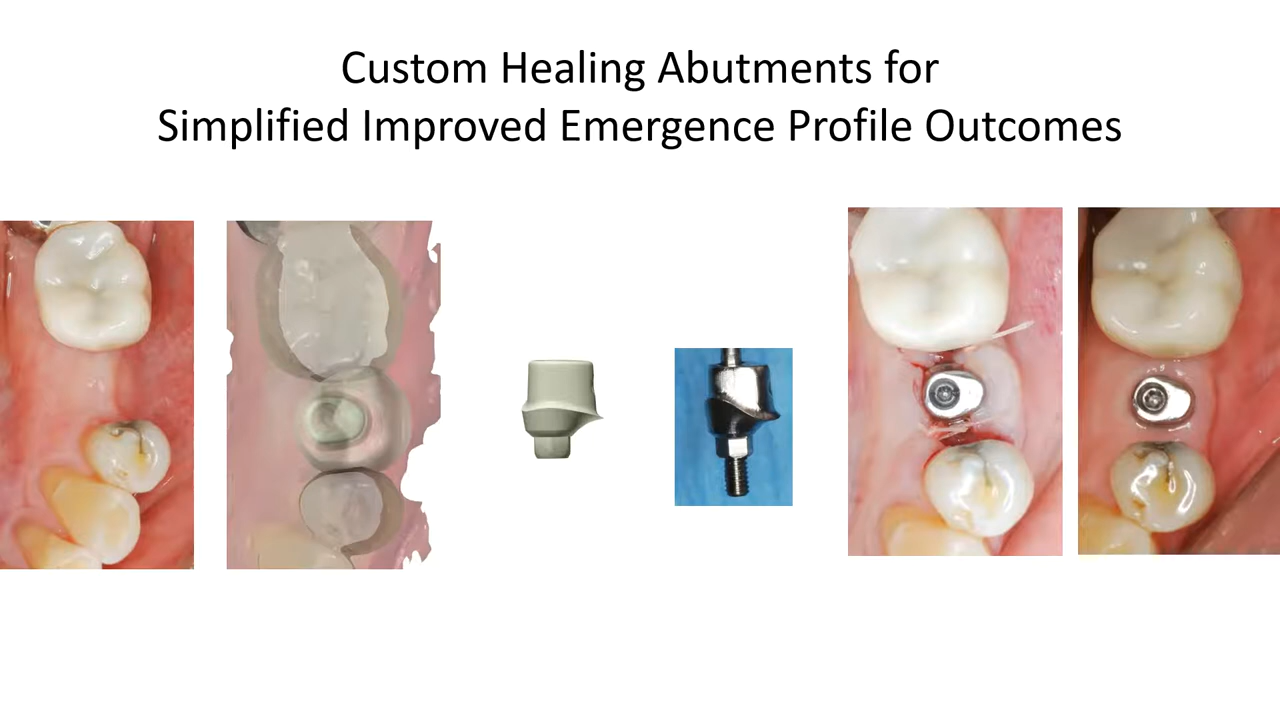 Custom Healing Abutments for
Simplified Improved Emergence Profile Outcomes